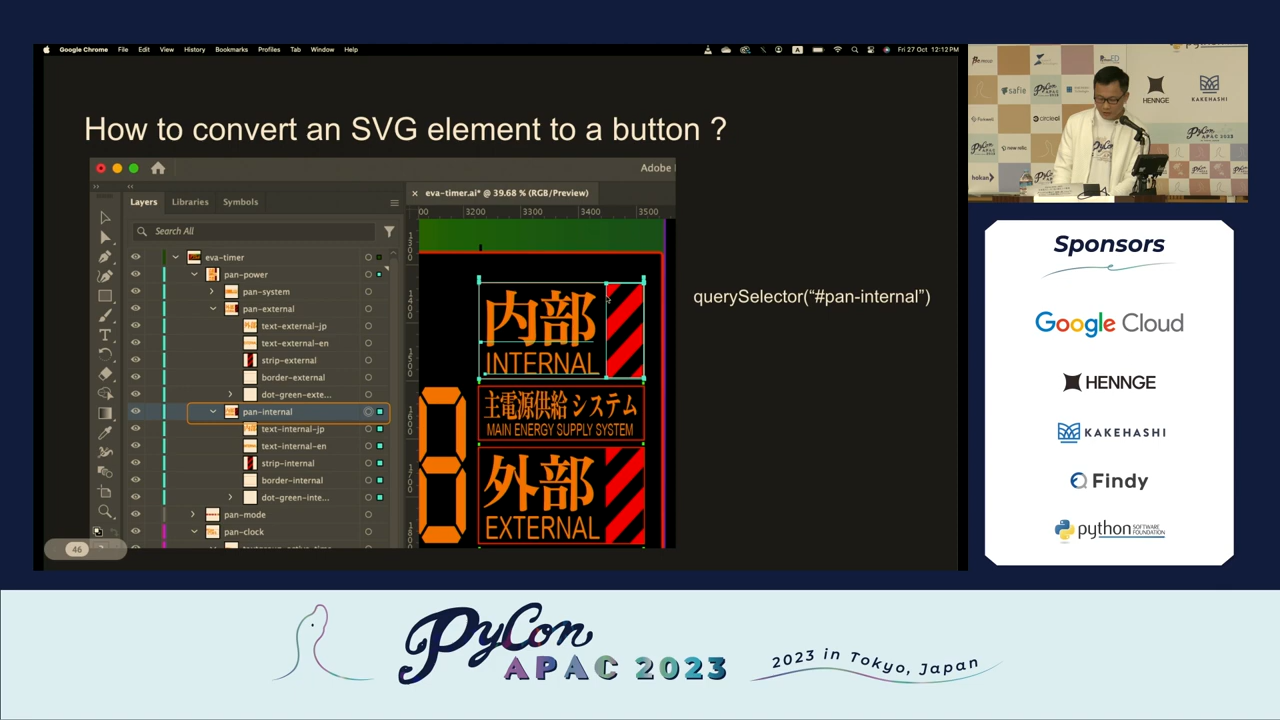 Google Chrome File Edit View History Bookmarks Profiles Tab Window Help
A
Fri 27 Oct 12:12 PM
How to convert an SVG element to a button ?
Adobe
Layers Libraries Symbols
eva-timer.ai* @ 39.68 % (RGB/Preview)
Search All
00 3200 3300 3400 3500
eva-timer
pan-power
pan-system
pan-external
text-external-jp
text-external-en
strip-external
border-external
dot-green-exte...
pan-internal
text-internal-jp
text-internal-en
strip-internal
border-internal
dot-green-inte...
pan-mode
pan-clock
内部
INTERNAL
主電源供給システム
MAIN ENERGY SUPPLY SYSTEM
外部
EXTERNAL
querySelector(“#pan-internal”)
46
safie
HENNGE
KAKEHASHI
PyCon
APAC 2023
Sponsors
Google Cloud
HENNGE
KAKEHASHI
Findy
python SOFTWARE FOUNDATION
PyCon
APAC 2023
2023 in Tokyo, Japan